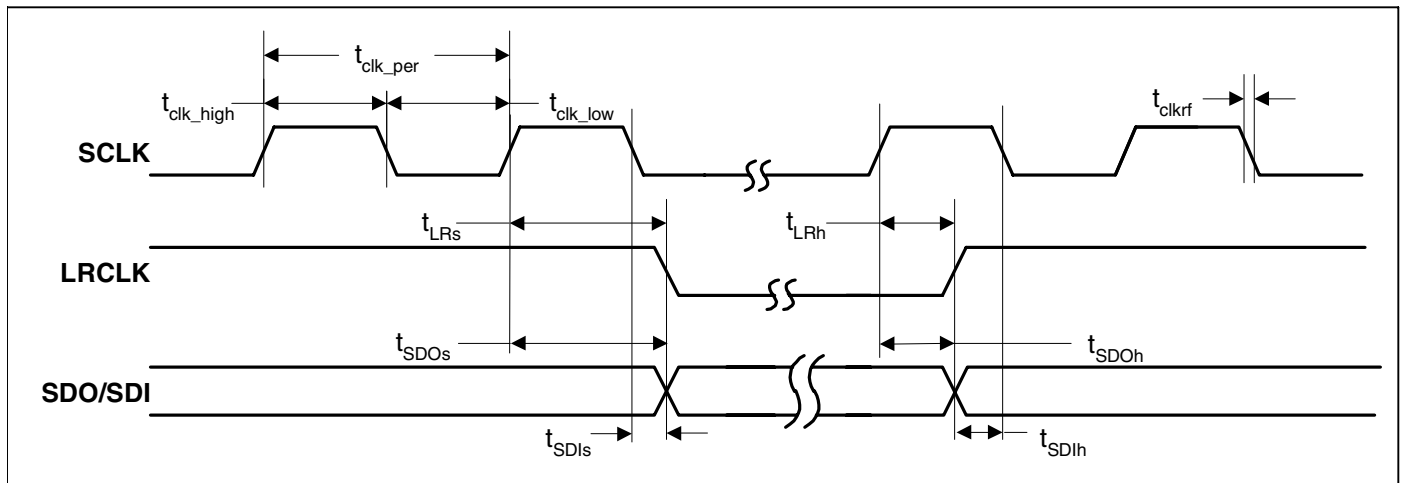 t_clk_per
t_clk_high
t_clk_low
t_clkrf
SCLK
t_LRs
t_LRh
LRCLK
t_SDOs
t_SDOh
SDO/SDI
t_SDIs
t_SDIh